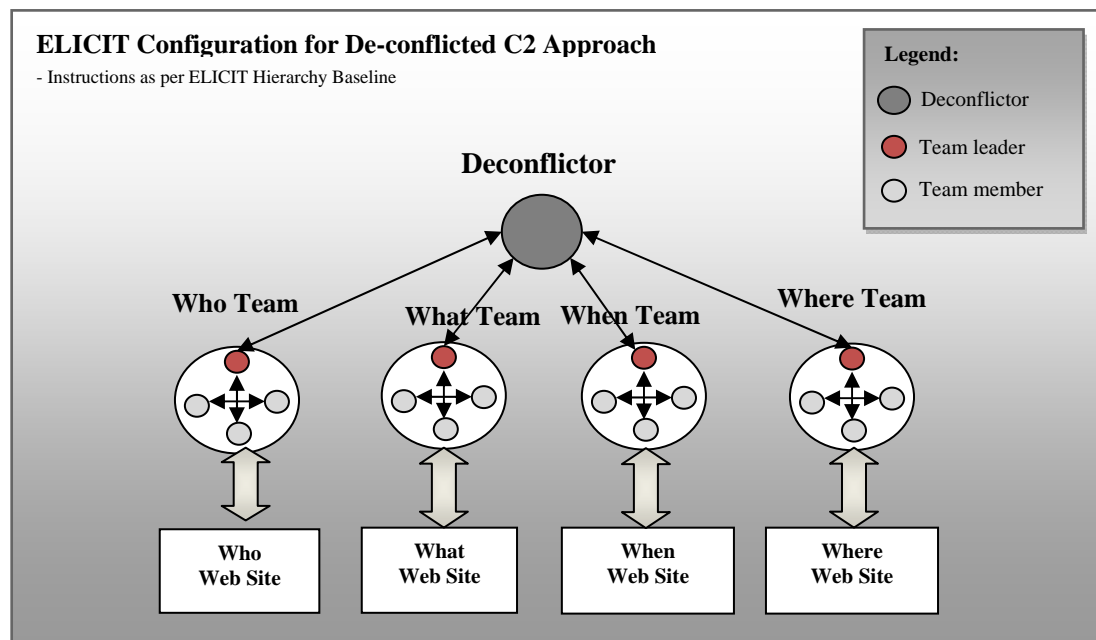 ELICIT Configuration for De-conflicted C2 Approach
- Instructions as per ELICIT Hierarchy Baseline
Legend:
Deconflictor
Team leader
Team member
Deconflictor
Who Team
What Team
When Team
Where Team
Who
Web Site
What
Web Site
When
Web Site
Where
Web Site